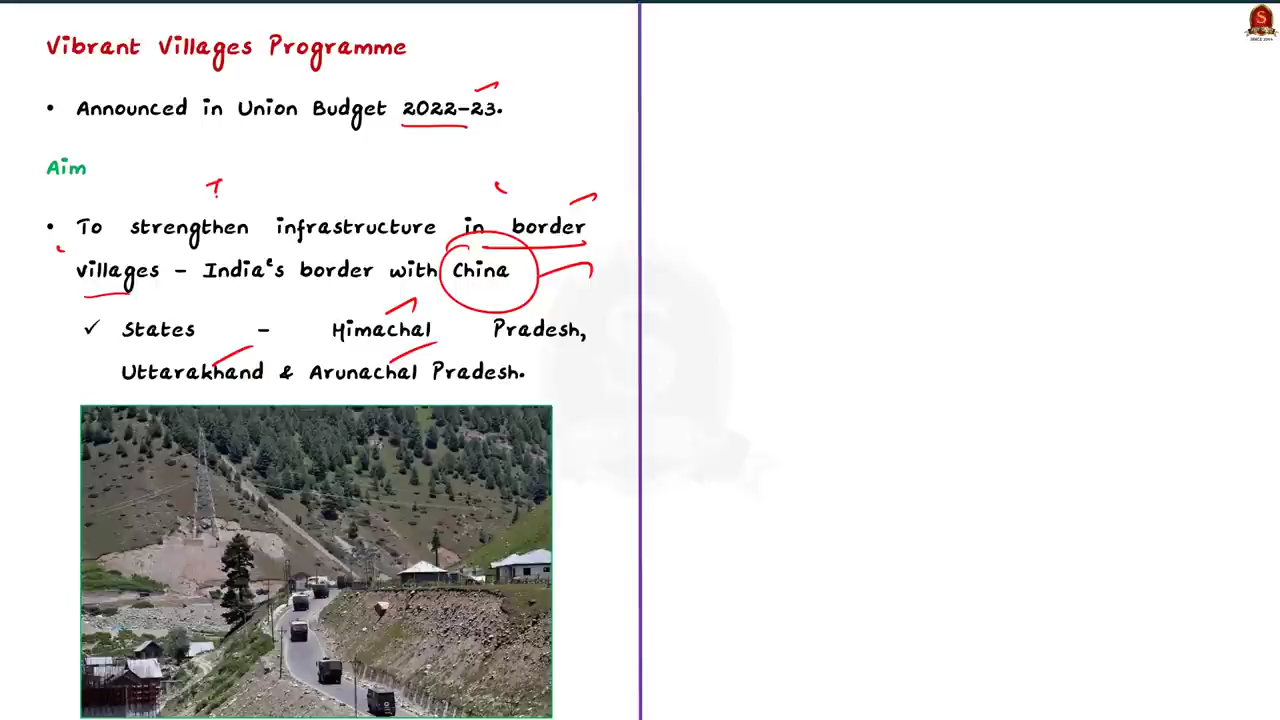 Vibrant Villages Programme
• Announced in Union Budget 2022-23.
Aim
• To strengthen infrastructure in border
villages - India's border with China
✓ States - Himachal Pradesh,
Uttarakhand & Arunachal Pradesh.
S